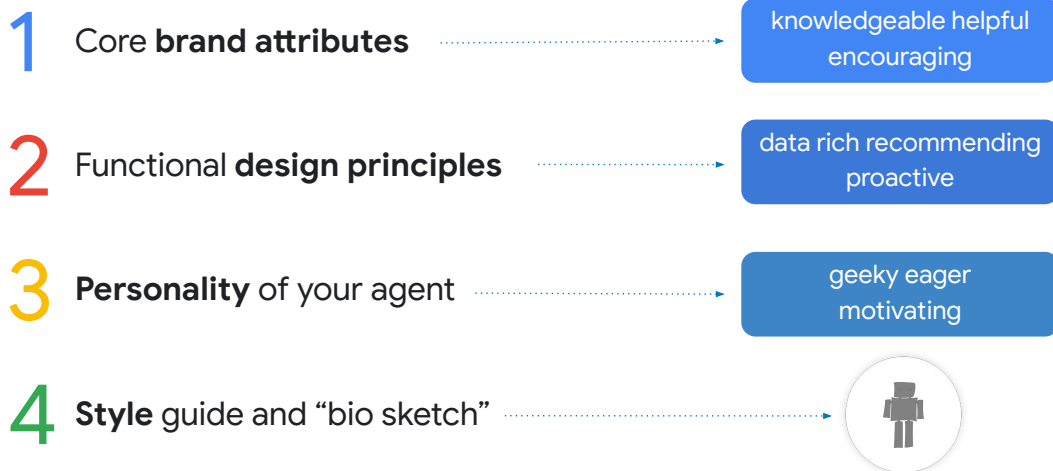 1 Core brand attributes
knowledgeable helpful
encouraging
2 Functional design principles
data rich recommending
proactive
3 Personality of your agent
geeky eager
motivating
4 Style guide and “bio sketch”